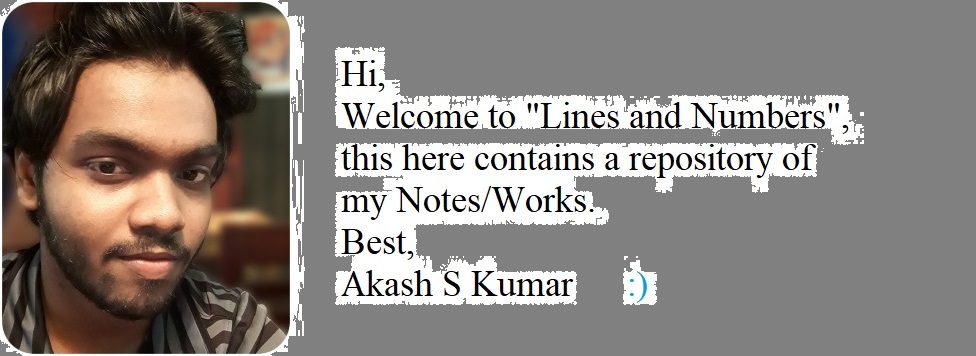 Hi,
Welcome to "Lines and Numbers",
this here contains a repository of
my Notes/Works.
Best,
Akash S Kumar :)